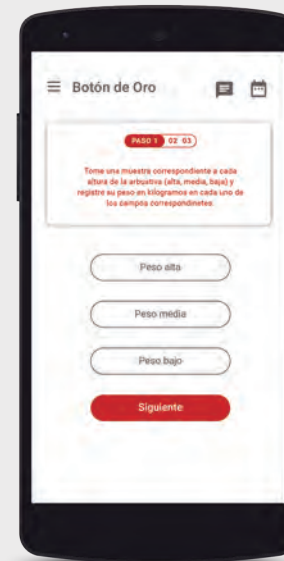 Botón de Oro
PASO 1 02 03
Tome una muestra correspondiente a cada
altura de la arbustiva (alta, media, baja) y
registre su peso en kilogramos en cada uno de
los campos correspondinetes.
Peso alta
Peso media
Peso bajo
Siguiente